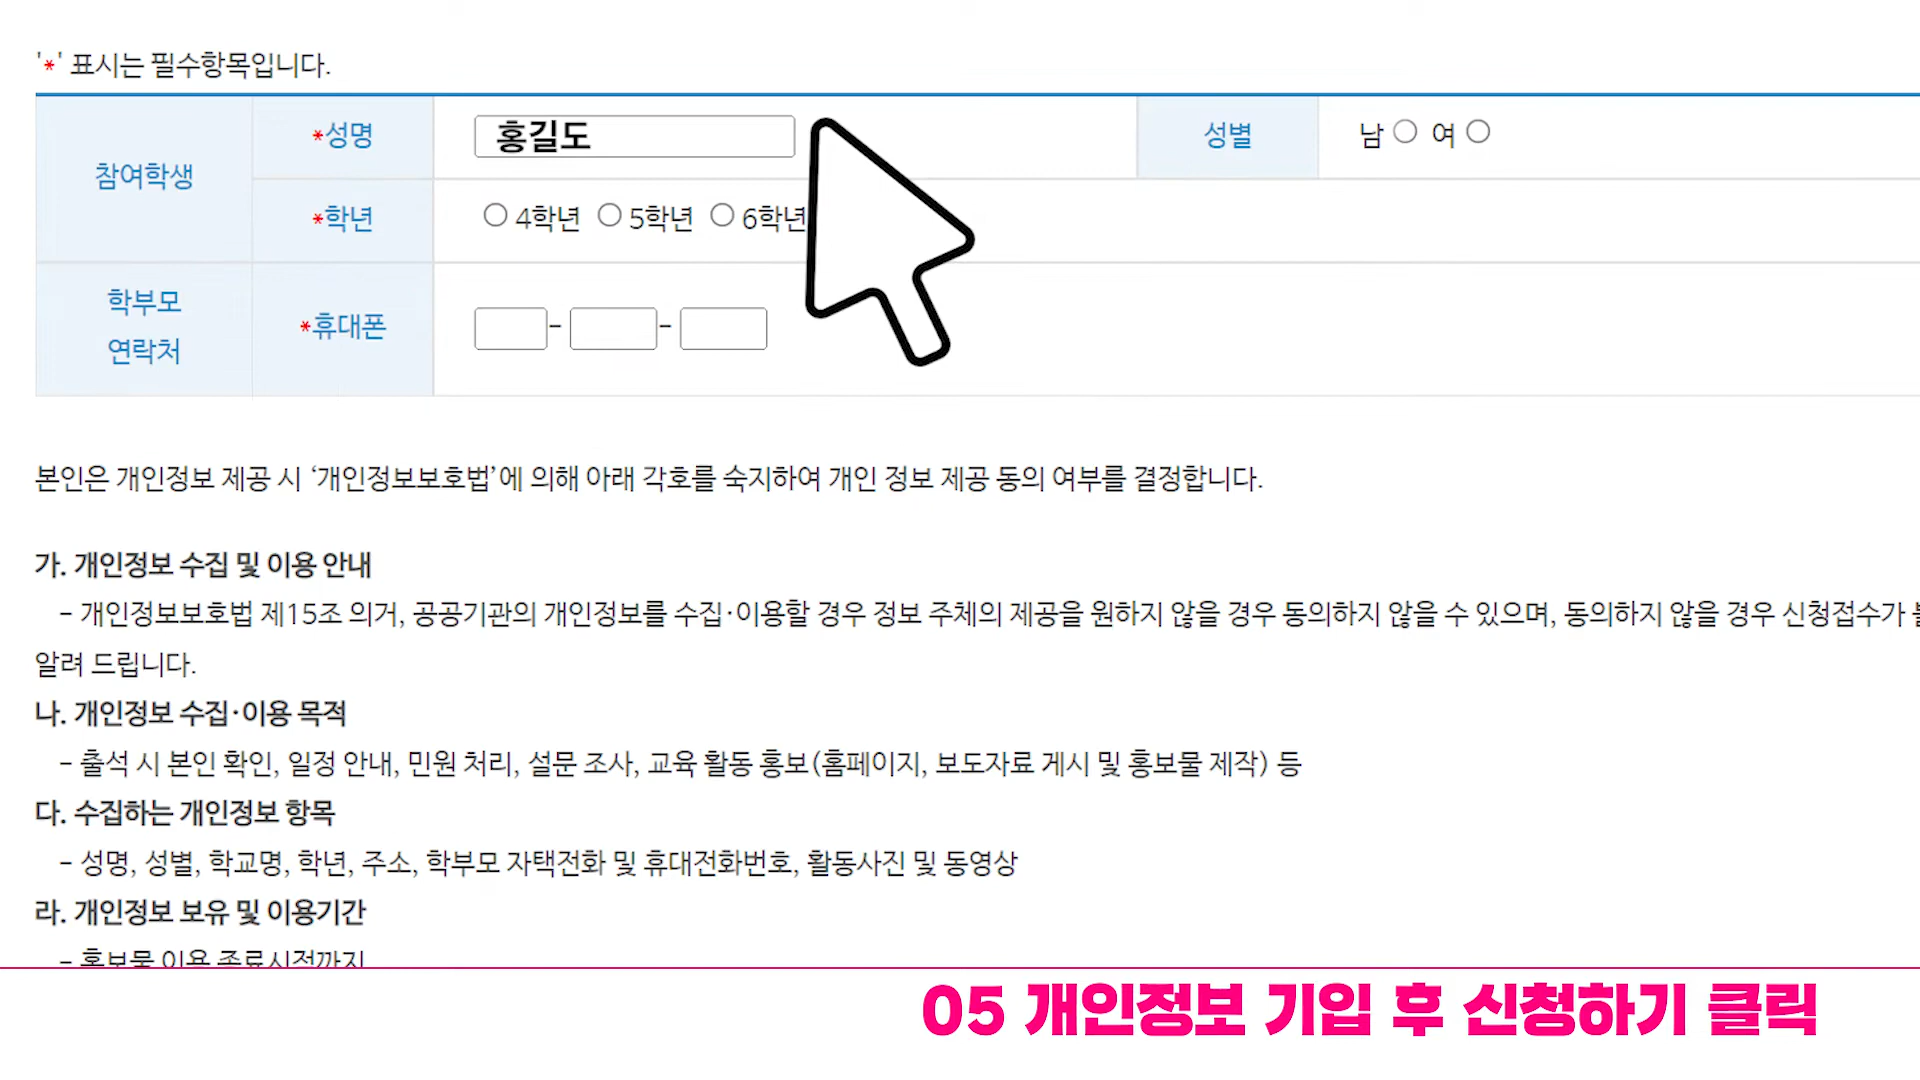 '*' 표시는 필수항목입니다.
참여학생 *성명 홍길도 성별 남 여
*학년 4학년 5학년 6학년
학부모 연락처 *휴대폰 - -
본인은 개인정보 제공 시 ‘개인정보보호법’에 의해 아래 각호를 숙지하여 개인 정보 제공 동의 여부를 결정합니다.
가. 개인정보 수집 및 이용 안내
- 개인정보보호법 제15조 의거, 공공기관의 개인정보를 수집·이용할 경우 정보 주체의 제공을 원하지 않을 경우 동의하지 않을 수 있으며, 동의하지 않을 경우 신청접수가
알려 드립니다.
나. 개인정보 수집·이용 목적
- 출석 시 본인 확인, 일정 안내, 민원 처리, 설문 조사, 교육 활동 홍보(홈페이지, 보도자료 게시 및 홍보물 제작) 등
다. 수집하는 개인정보 항목
- 성명, 성별, 학교명, 학년, 주소, 학부모 자택전화 및 휴대전화번호, 활동사진 및 동영상
라. 개인정보 보유 및 이용기간
- 홍보물 이용 종료시점까지
05 개인정보 기입 후 신청하기 클릭